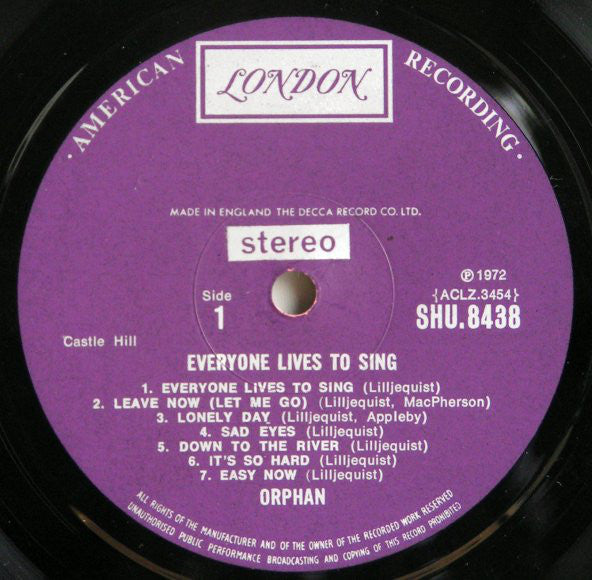 · AMERICAN RECORDING ·
LONDON
MADE IN ENGLAND THE DECCA RECORD CO. LTD.
stereo
Side
1
℗ 1972
{ACLZ.3454}
SHU.8438
Castle Hill
EVERYONE LIVES TO SING
1. EVERYONE LIVES TO SING (Lilljequist)
2. LEAVE NOW (LET ME GO) (Lilljequist, MacPherson)
3. LONELY DAY (Lilljequist, Appleby)
4. SAD EYES (Lilljequist)
5. DOWN TO THE RIVER (Lilljequist)
6. IT'S SO HARD (Lilljequist)
7. EASY NOW (Lilljequist)
ORPHAN
ALL RIGHTS OF THE MANUFACTURER AND OF THE OWNER OF THE RECORDED WORK RESERVED
UNAUTHORISED PUBLIC PERFORMANCE BROADCASTING AND COPYING OF THIS RECORD PROHIBITED